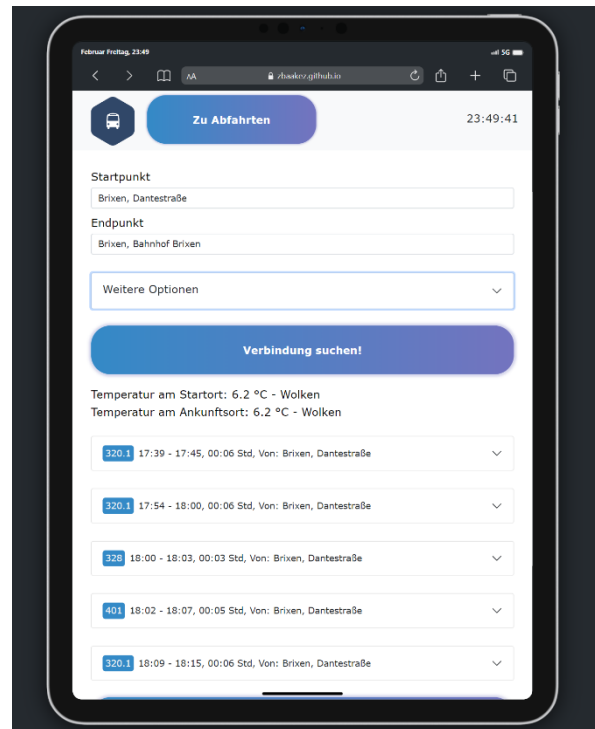 Februar Freitag, 23:49
5G
AA
zbaakez.github.io
Zu Abfahrten
23:49:41
Startpunkt
Brixen, Dantestraße
Endpunkt
Brixen, Bahnhof Brixen
Weitere Optionen
Verbindung suchen!
Temperatur am Startort: 6.2 °C - Wolken
Temperatur am Ankunftsort: 6.2 °C - Wolken
320.1 17:39 - 17:45, 00:06 Std, Von: Brixen, Dantestraße
320.1 17:54 - 18:00, 00:06 Std, Von: Brixen, Dantestraße
328 18:00 - 18:03, 00:03 Std, Von: Brixen, Dantestraße
401 18:02 - 18:07, 00:05 Std, Von: Brixen, Dantestraße
320.1 18:09 - 18:15, 00:06 Std, Von: Brixen, Dantestraße